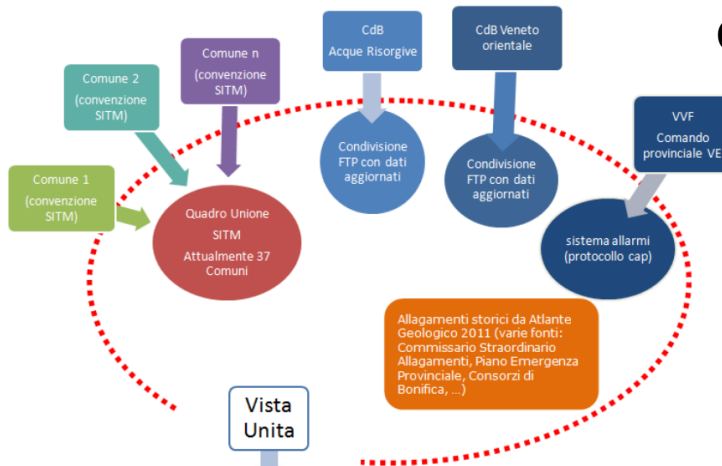 CdB
Acque Risorgive
CdB Veneto
orientale
Comune n
(convenzione
SITM)
Comune 2
(convenzione
SITM)
VVF
Comando
provinciale VE
Comune 1
(convenzione
SITM)
Condivisione
FTP con dati
aggiornati
Condivisione
FTP con dati
aggiornati
Quadro Unione
SITM
Attualmente 37
Comuni
sistema allarmi
(protocollo cap)
Allagamenti storici da Atlante
Geologico 2011 (varie fonti:
Commissario Straordinario
Allagamenti, Piano Emergenza
Provinciale, Consorzi di
Bonifica, ...)
Vista
Unita